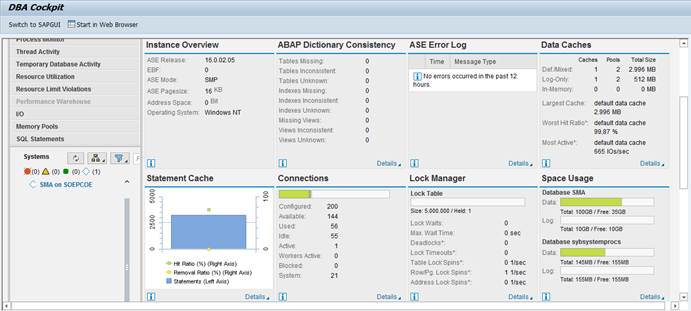 DBA Cockpit
Switch to SAPGUI Start in Web Browser
Process Monitor
Thread Activity
Temporary Database Activity
Resource Utilization
Resource Limit Violations
Performance Warehouse
I/O
Memory Pools
SQL Statements
Systems
(0) (0) (0) (1)
SMA on SOEPCOE
Instance Overview
ASE Release: 16.0.02.05
EBF: 0
ASE Mode: SMP
ASE Pagesize: 16 KB
Address Space: 0 Bit
Operating System: Windows NT
ABAP Dictionary Consistency
Tables Missing: 0
Tables Inconsistent: 0
Tables Unknown: 0
Indexes Missing: 0
Indexes Inconsistent: 0
Indexes Unknown: 0
Missing Views: 0
Views Inconsistent: 0
Views Unknown: 0
Details
ASE Error Log
Time Message Type
No errors occurred in the past 12
hours.
Data Caches
Caches Pools Total Size
Def./Mixed: 1 2 2.996 MB
Log-Only: 1 2 512 MB
In-Memory: 0 0 0 MB
Largest Cache: default data cache
2.996 MB
Worst Hit Ratio*: default data cache
99,87 %
Most Active*: default data cache
665 IOs/sec
Details
Statement Cache
5000
2500
0
100
0
Hit Ratio (%) (Right Axis)
Removal Ratio (%) (Right Axis)
Statements (Left Axis)
Details
Connections
Configured: 200
Available: 144
Used: 56
Idle: 55
Active: 1
Workers Active: 0
Blocked: 0
System: 21
Details
Lock Manager
Lock Table
Size: 5.000.000 / Held: 1
Lock Waits: 0
Max. Wait Time: 0 sec
Deadlocks*: 0
Lock Timeouts*: 0
Table Lock Spins*: 0 1/sec
Row/Pg. Lock Spins*: 1 1/sec
Address Lock Spins*: 0 1/sec
Details
Space Usage
Database SMA
Data:
Total: 100GB / Free: 35GB
Log:
Total: 10GB / Free: 10GB
Database sybsystemprocs
Data:
Total: 145MB / Free: 155MB
Log:
Total: 155MB / Free: 155MB
Details